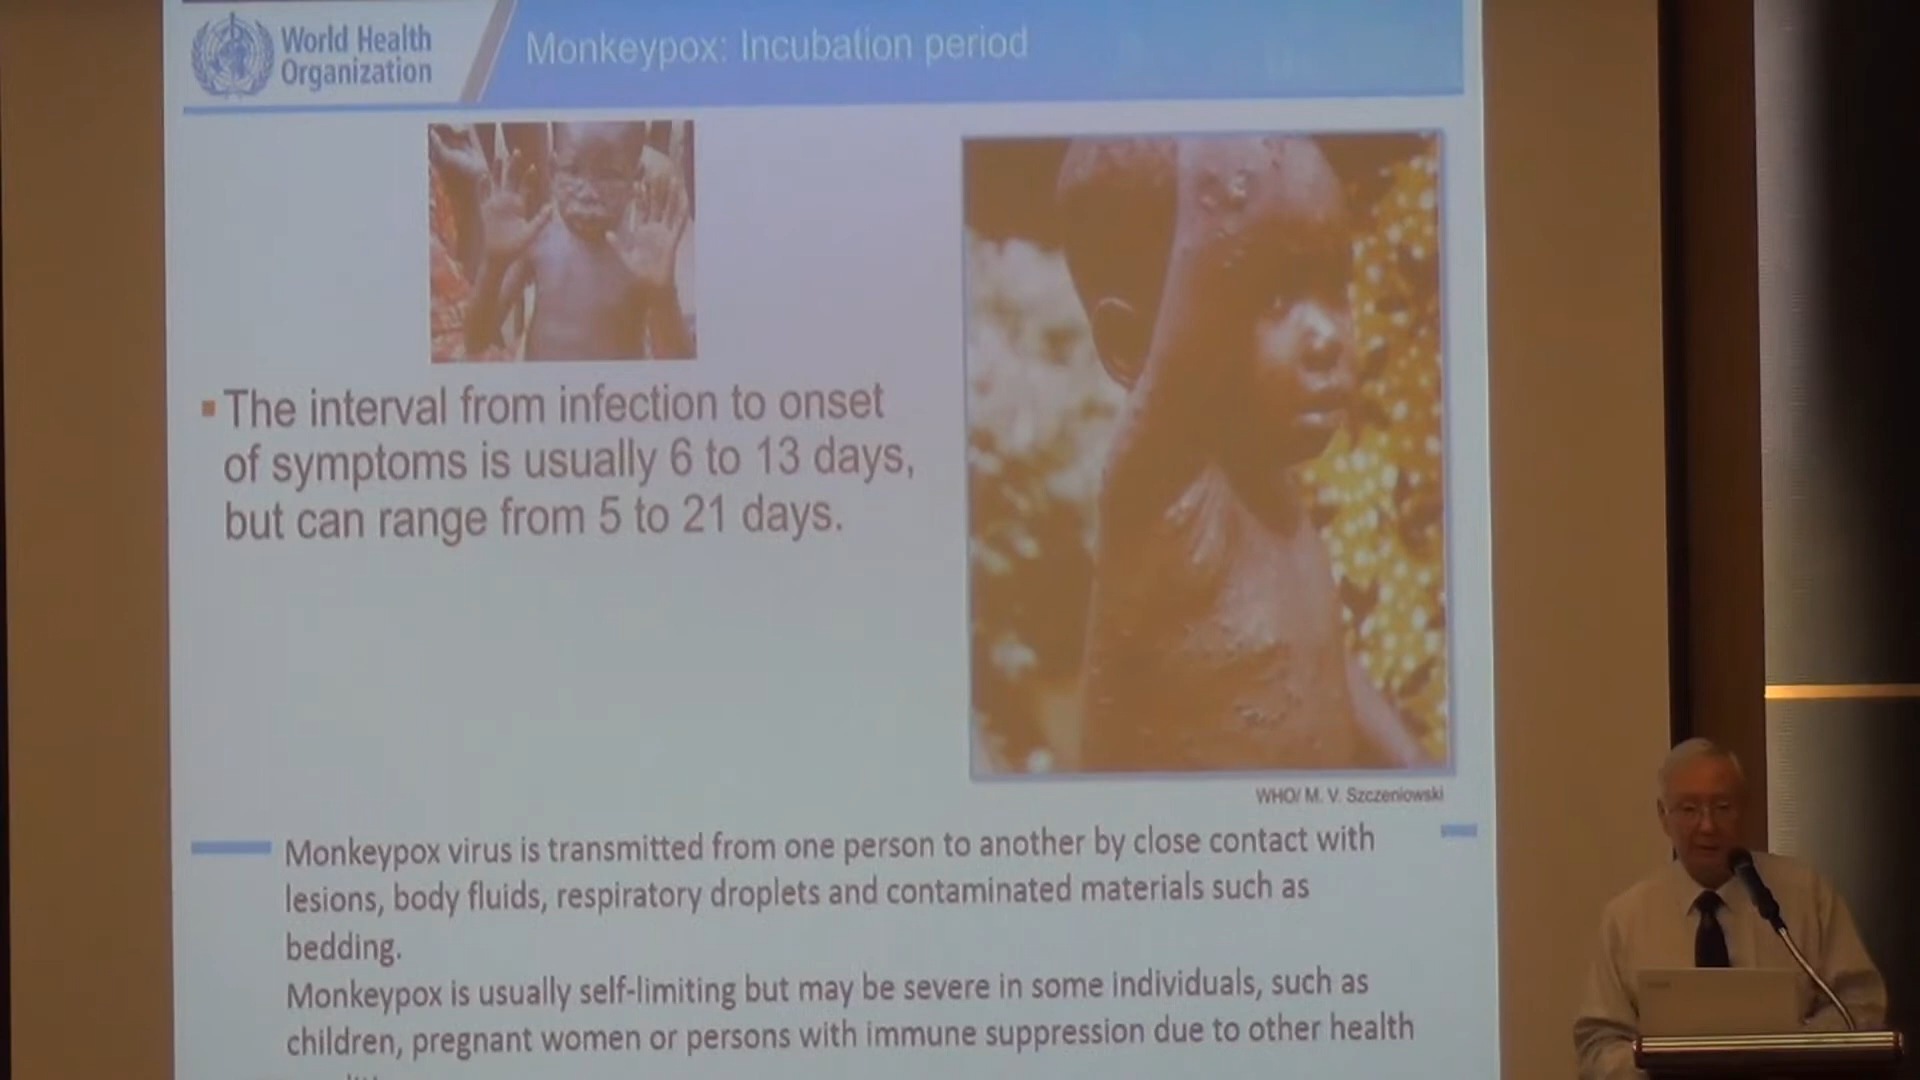 World Health
Organization
Monkeypox: Incubation period
▪ The interval from infection to onset
of symptoms is usually 6 to 13 days,
but can range from 5 to 21 days.
WHO/ M. V. Szczeniowski
Monkeypox virus is transmitted from one person to another by close contact with
lesions, body fluids, respiratory droplets and contaminated materials such as
bedding.
Monkeypox is usually self-limiting but may be severe in some individuals, such as
children, pregnant women or persons with immune suppression due to other health